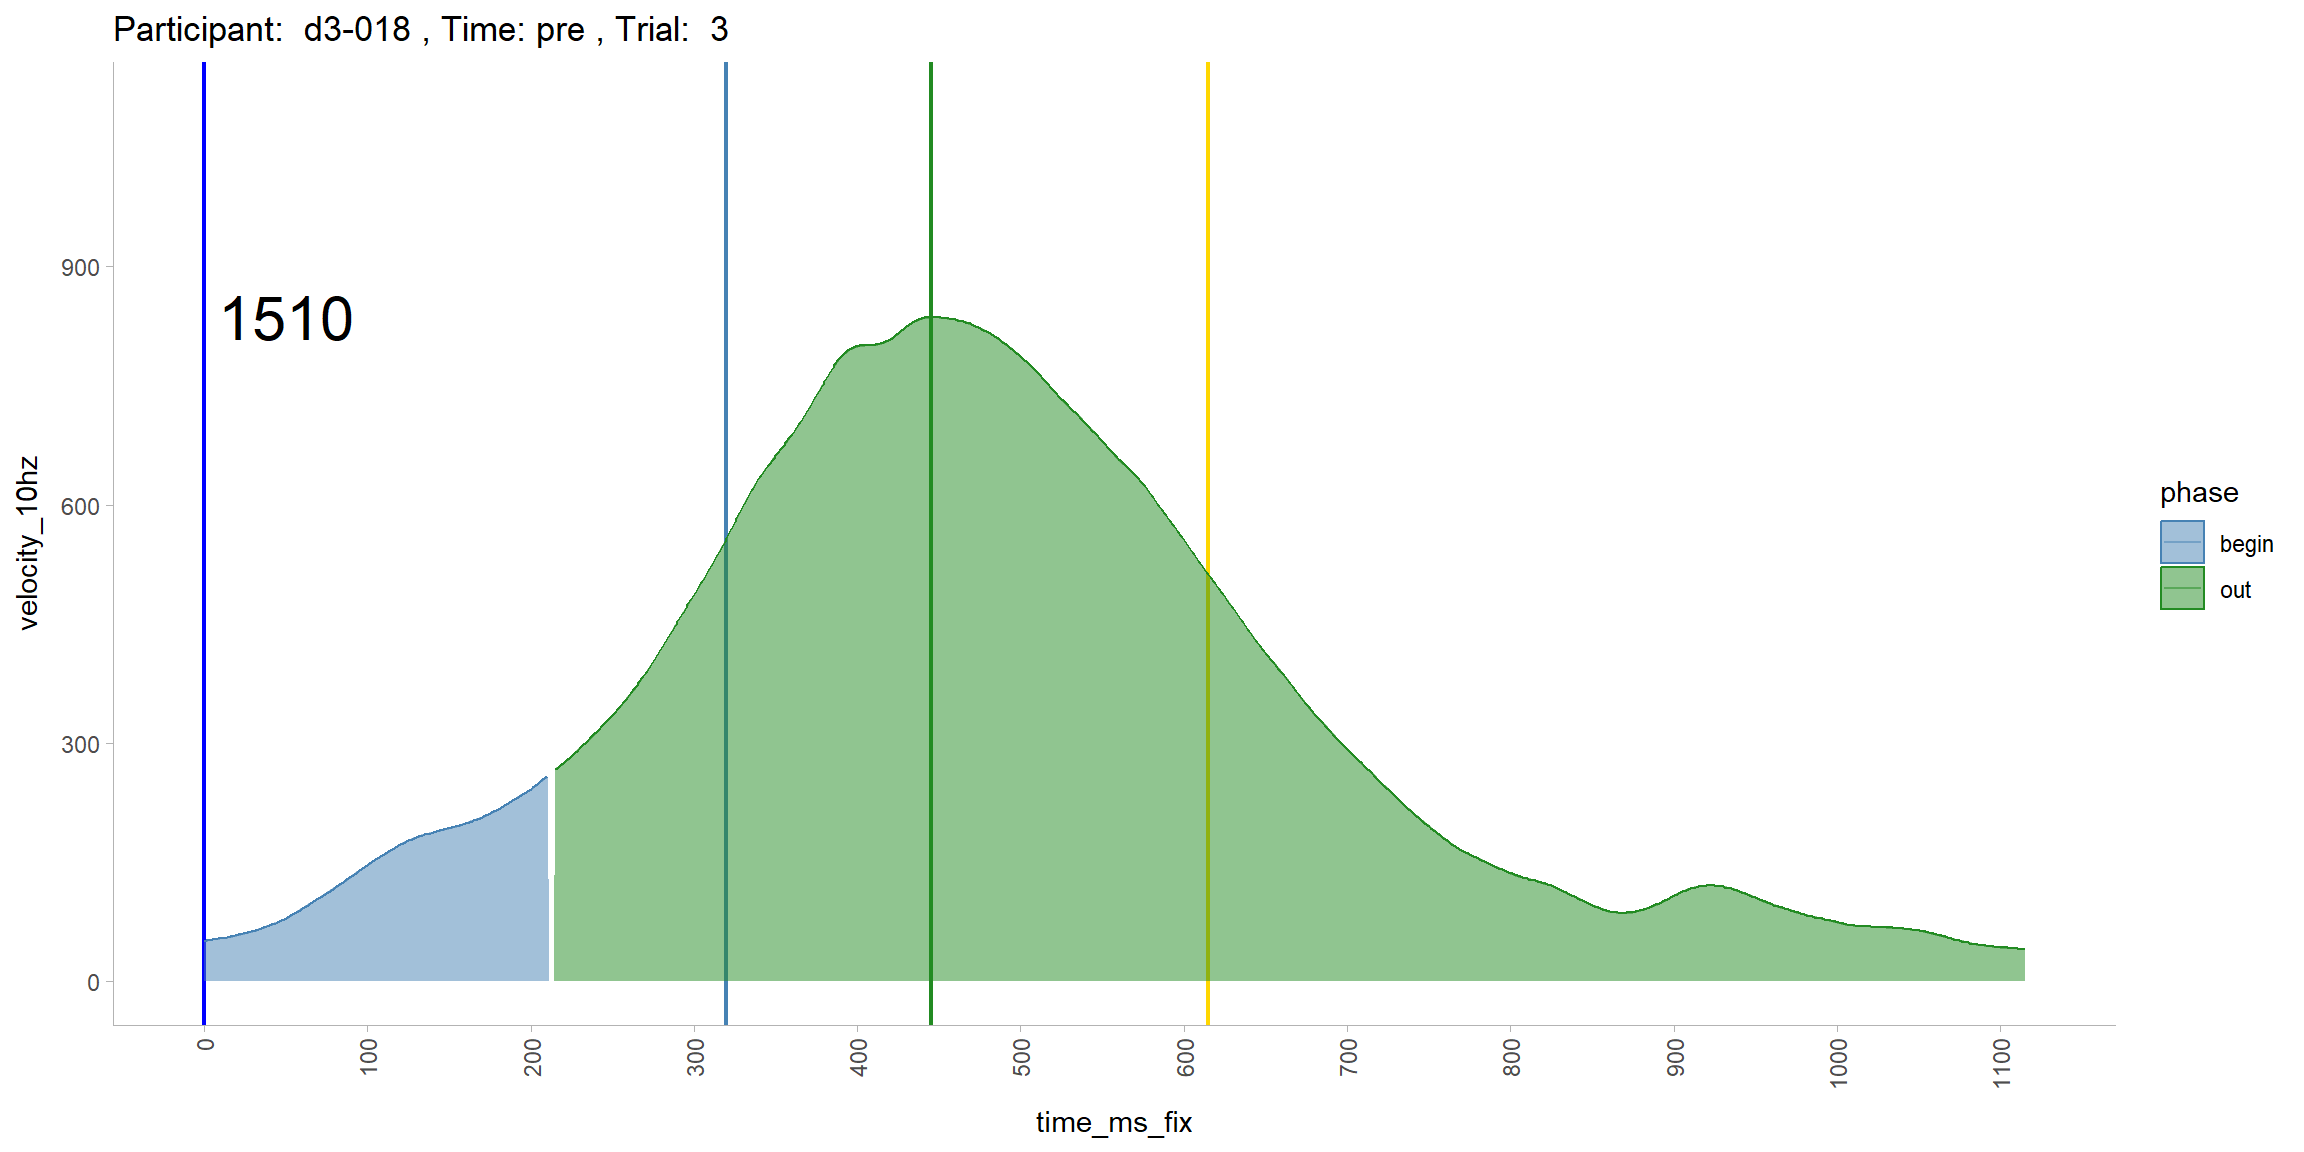 Participant:  d3-018 , Time: pre , Trial:  3
900
600
300
0
velocity_10hz
1510
0 100 200 300 400 500 600 700 800 900 1000 1100
time_ms_fix
phase
begin
out